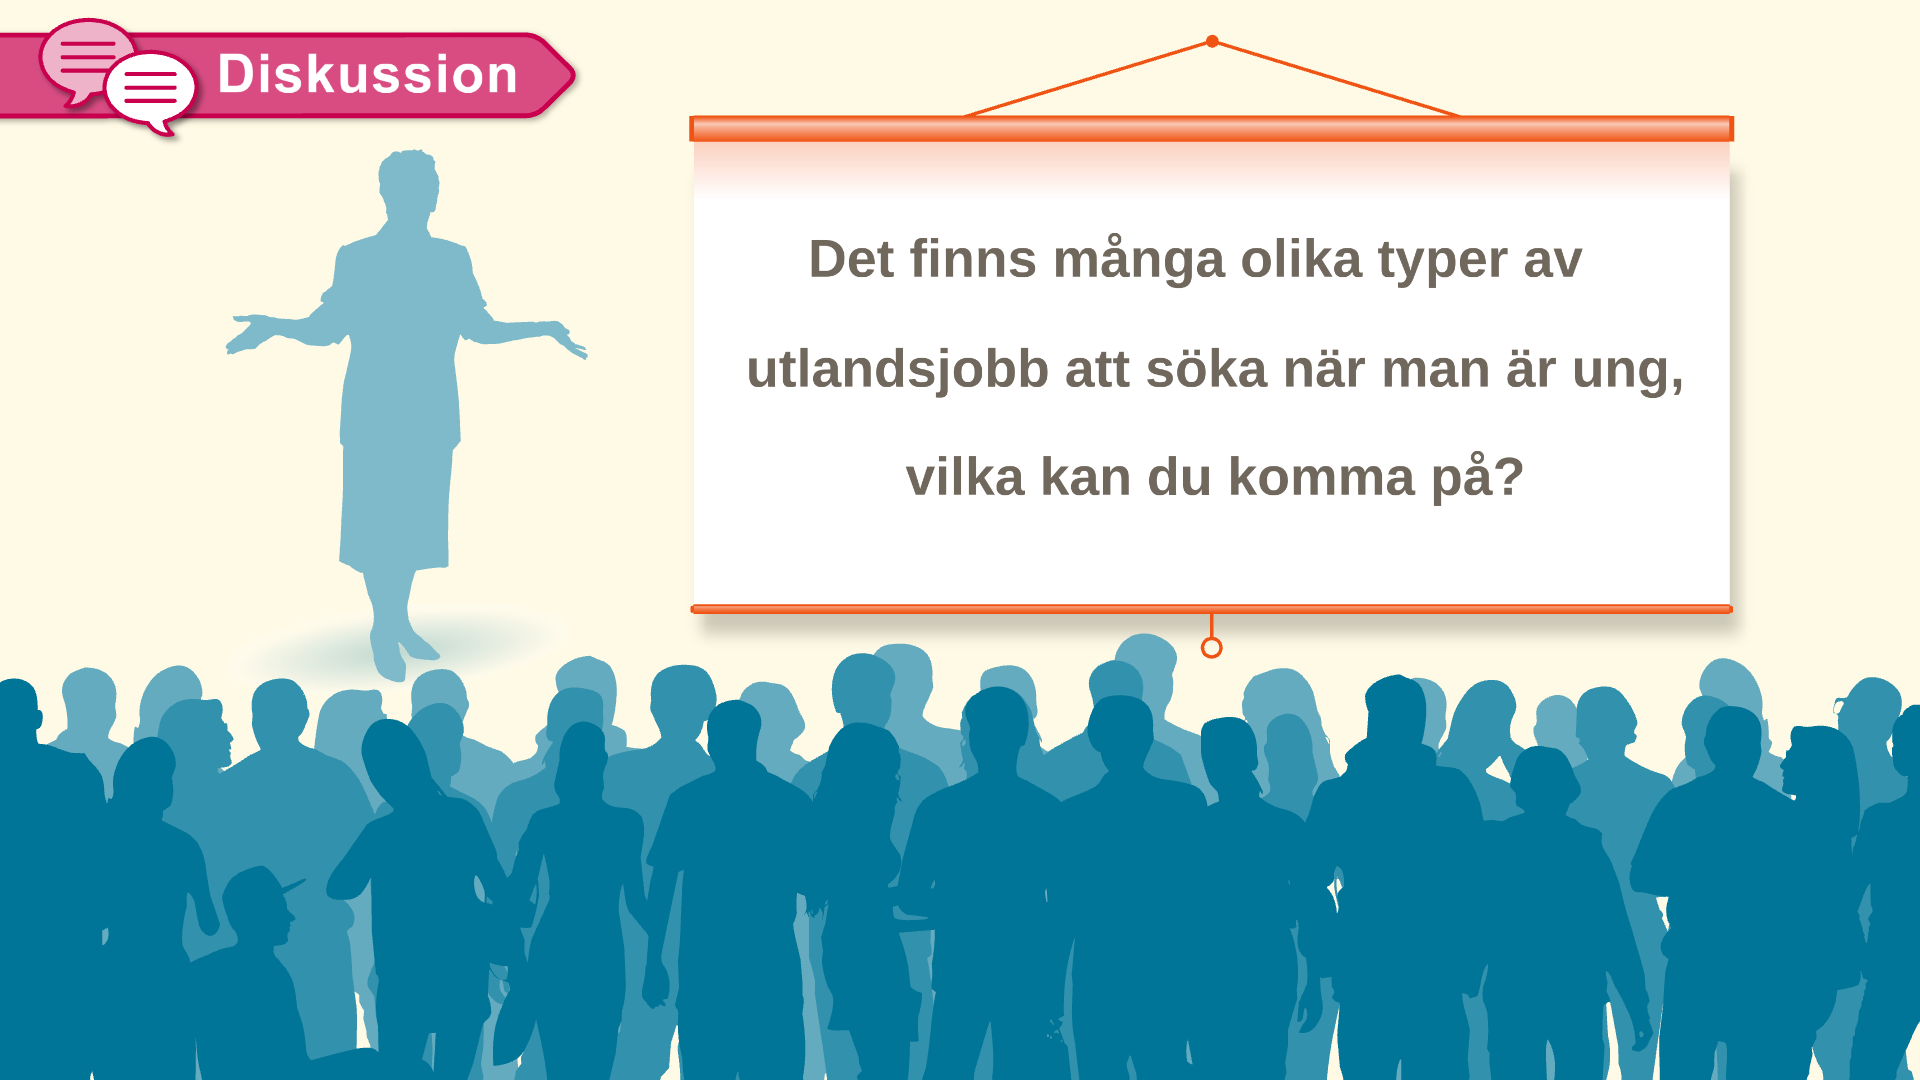 Diskussion
Det finns många olika typer av
utlandsjobb att söka när man är ung,
vilka kan du komma på?